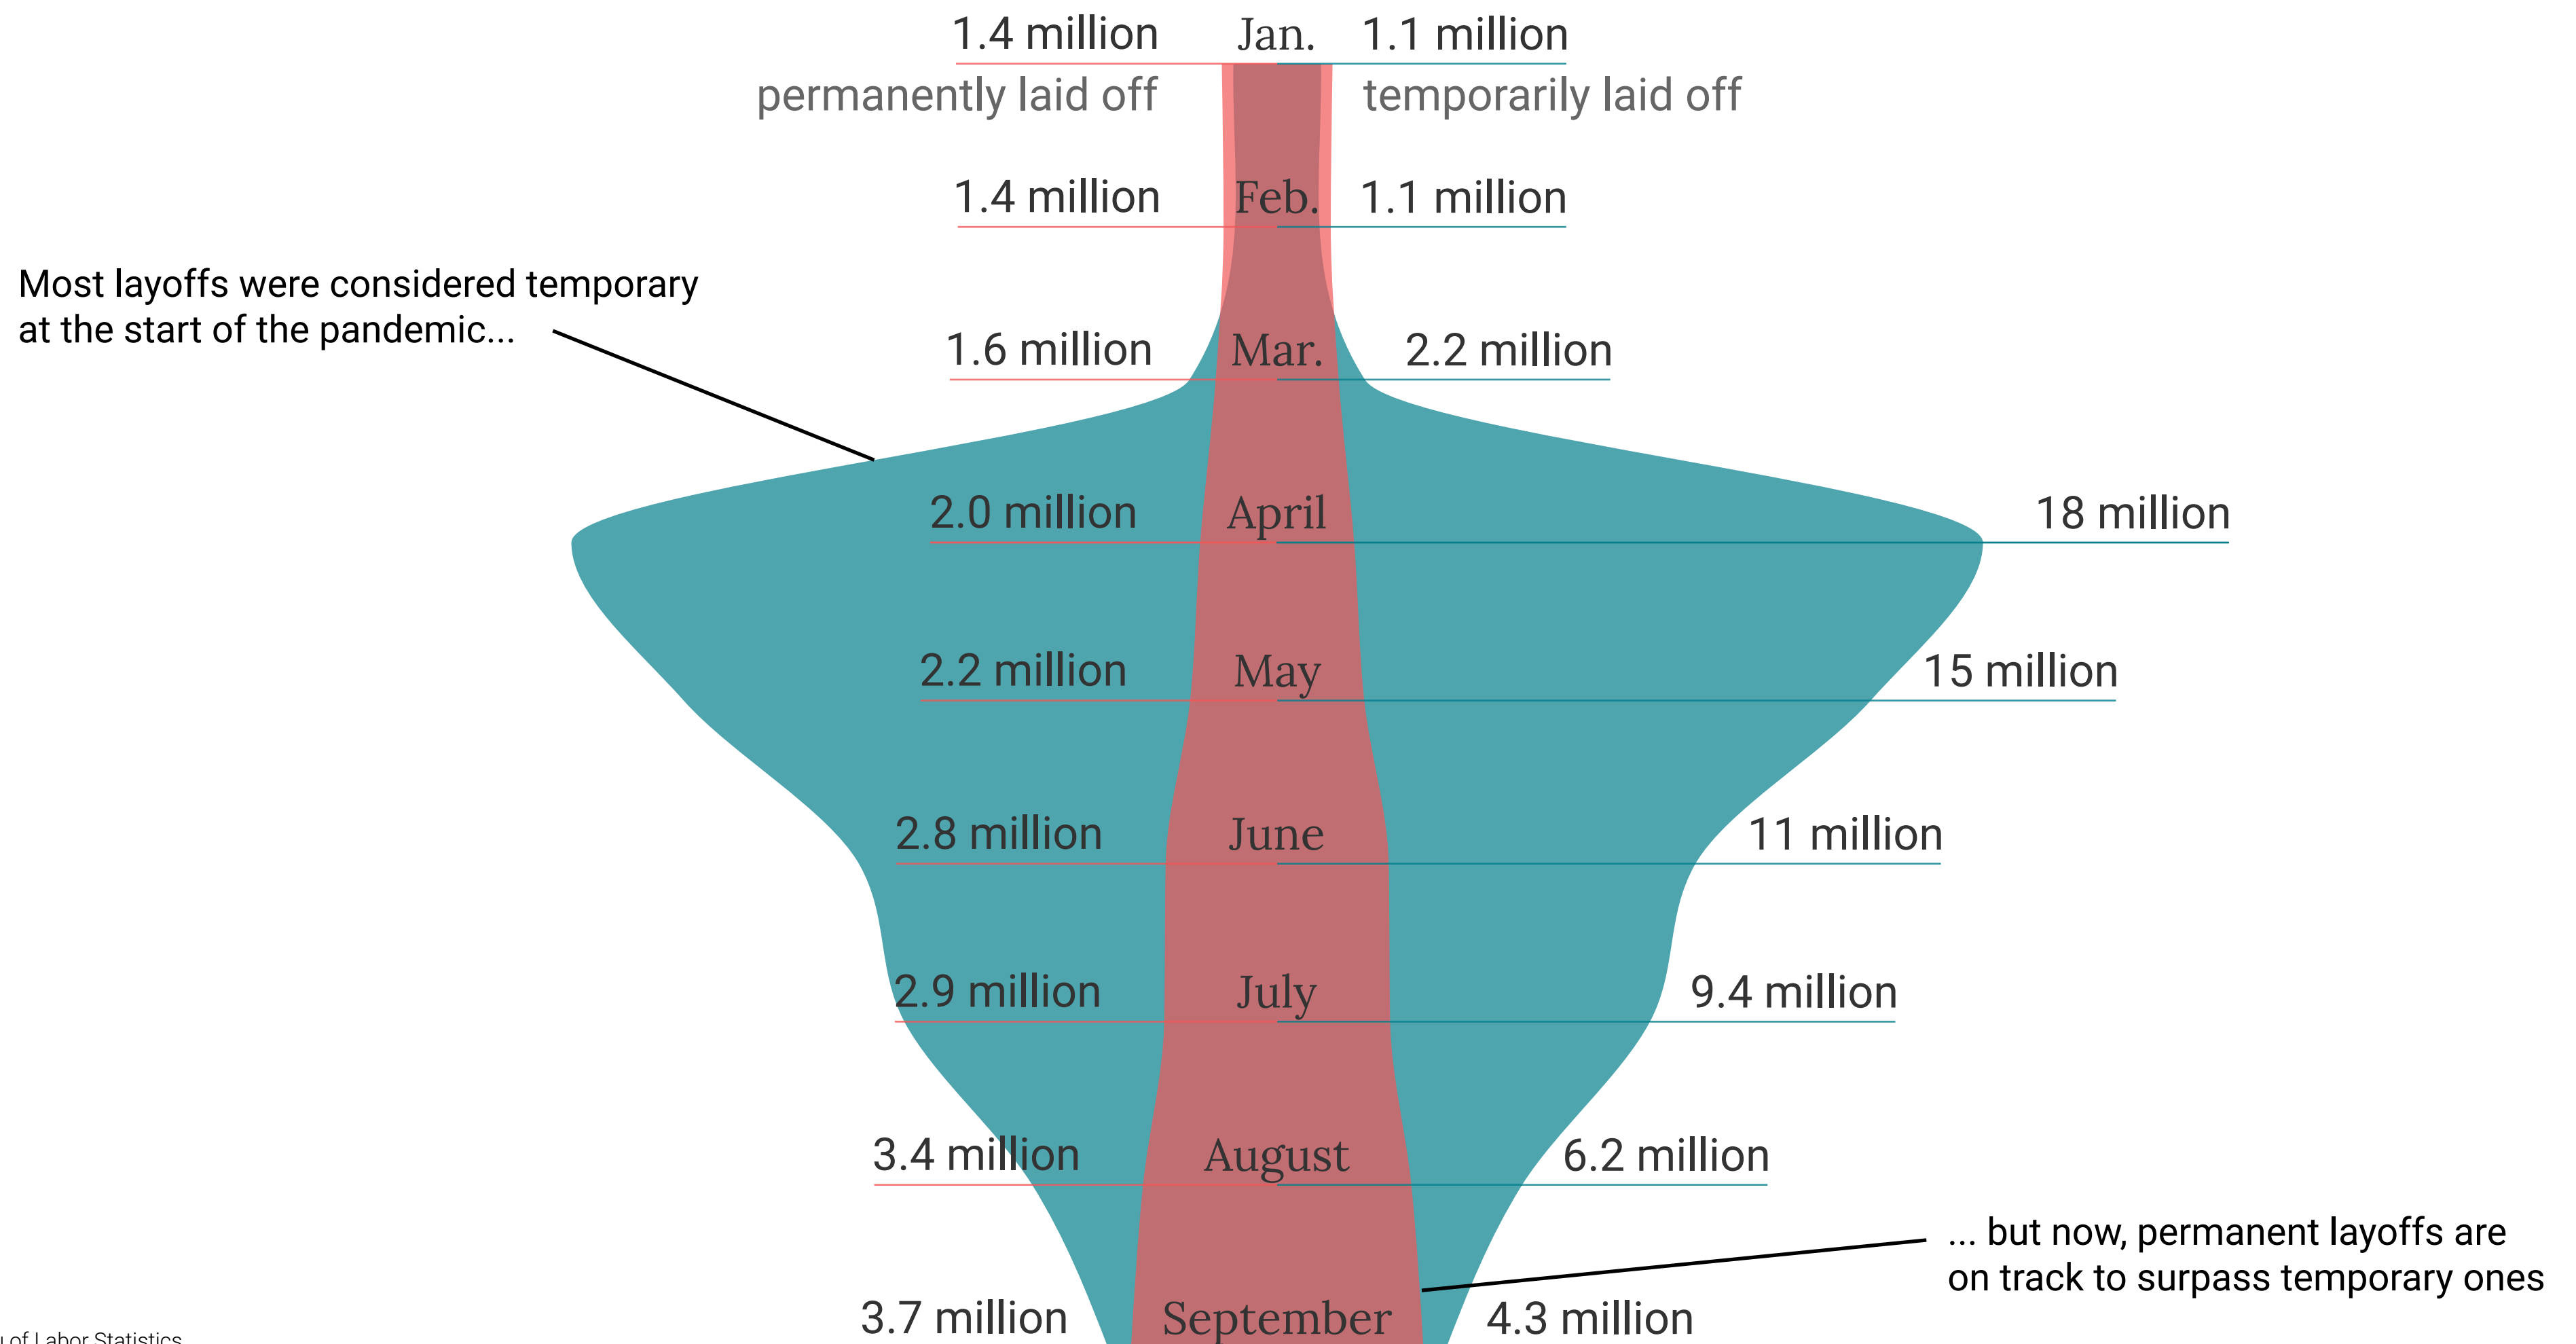 1.4 million Jan. 1.1 million
permanently laid off temporarily laid off
1.4 million Feb. 1.1 million
Most layoffs were considered temporary
at the start of the pandemic...
1.6 million Mar. 2.2 million
2.0 million April 18 million
2.2 million May 15 million
2.8 million June 11 million
2.9 million July 9.4 million
3.4 million August 6.2 million
... but now, permanent layoffs are
on track to surpass temporary ones
3.7 million September 4.3 million
of Labor Statistics